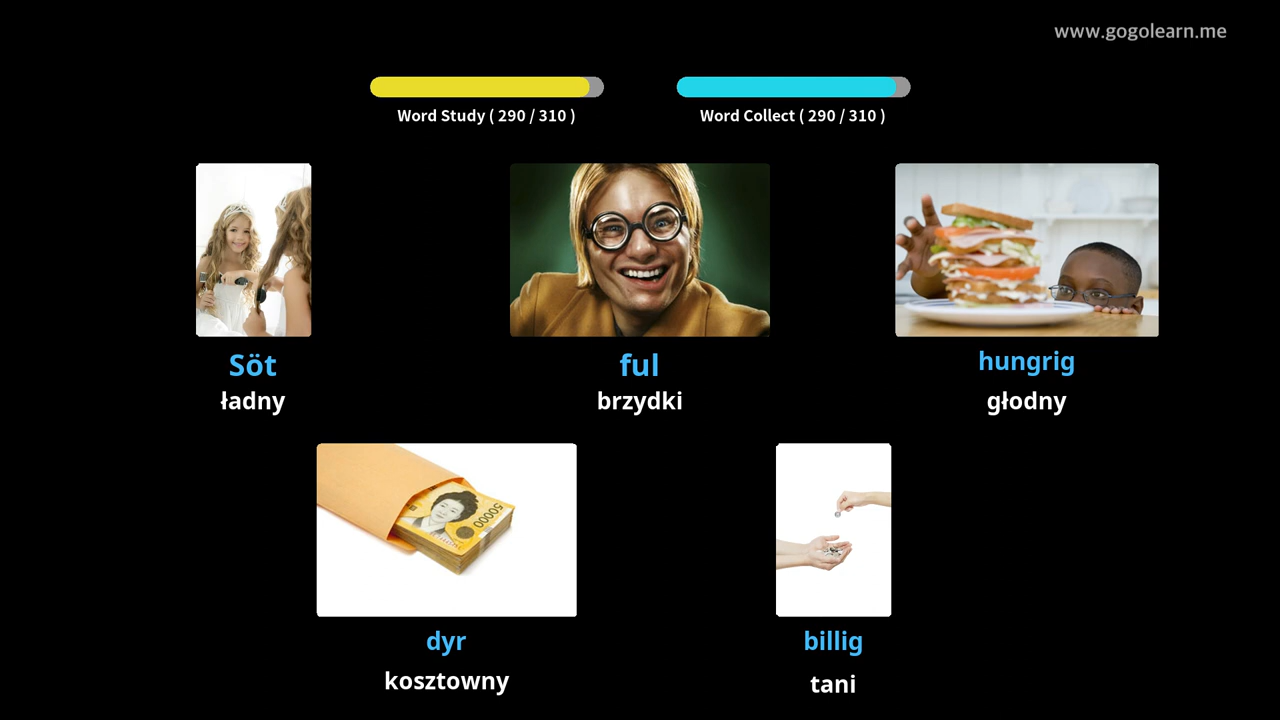 www.gogolearn.me
Word Study ( 290 / 310 )
Word Collect ( 290 / 310 )
Söt
ful
hungrig
ładny
brzydki
głodny
50000
dyr
billig
kosztowny
tani